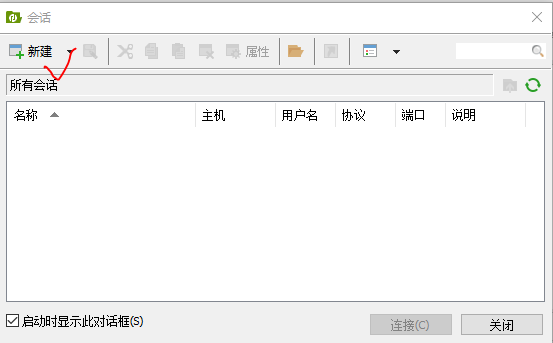 会话
新建
属性
所有会话
名称 主机 用户名 协议 端口 说明
启动时显示此对话框(S)
连接(C) 关闭